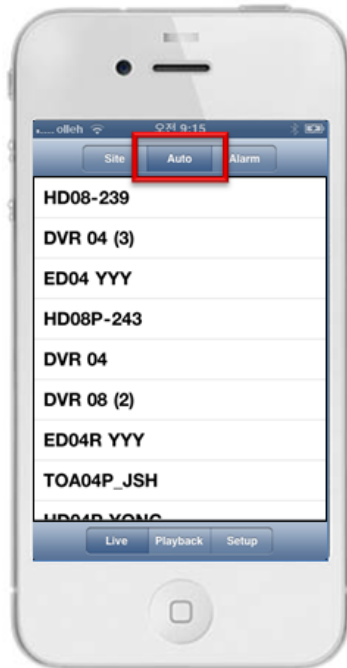 olleh 오전 9:15
Site Auto Alarm
HD08-239
DVR 04 (3)
ED04 YYY
HD08P-243
DVR 04
DVR 08 (2)
ED04R YYY
TOA04P_JSH
Live Playback Setup